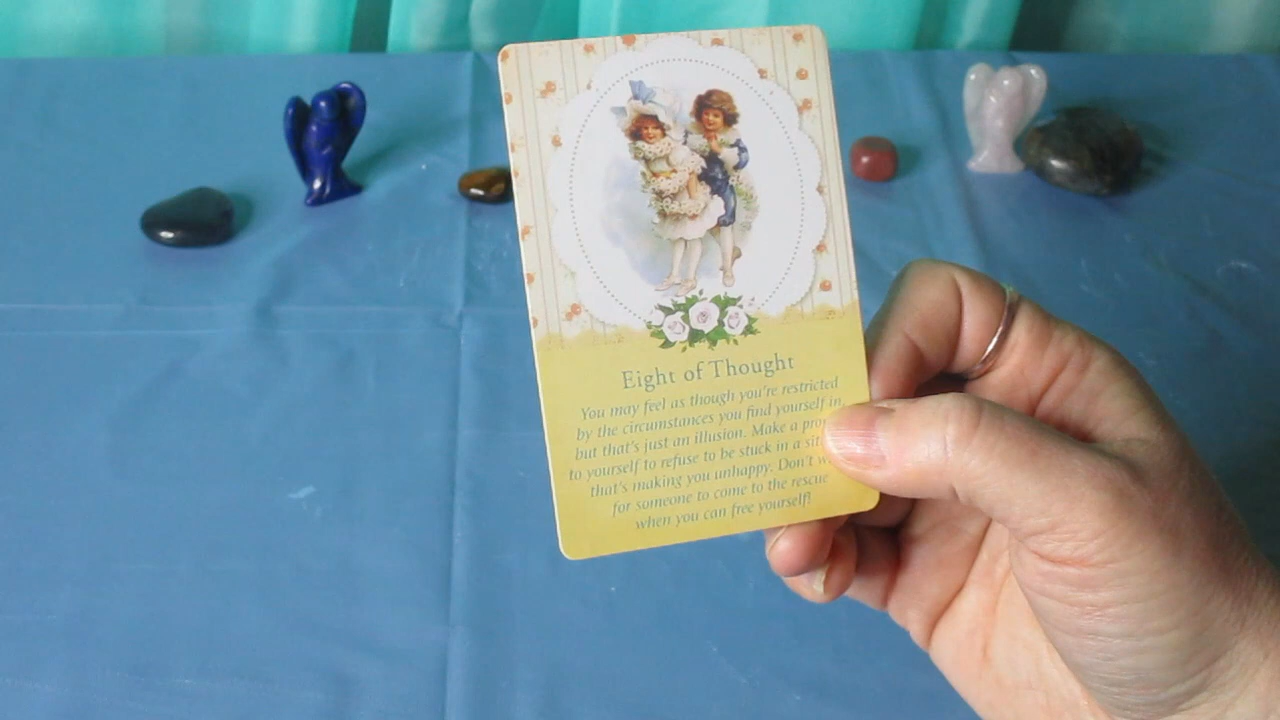 Eight of Thought
You may feel as though you're restricted
by the circumstances you find yourself in,
but that's just an illusion. Make a
to yourself to refuse to be stuck in a
that's making you unhappy. Don't
for someone to come to the rescue
when you can free yourself!